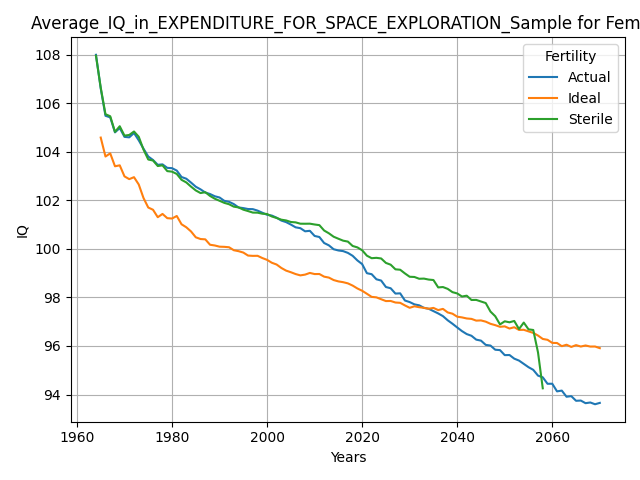 Average_IQ_in_EXPENDITURE_FOR_SPACE_EXPLORATION_Sample for Fem
108
106
104
102
100
98
96
94
IQ
Fertility
Actual
Ideal
Sterile
1960
1980
2000
2020
2040
2060
Years